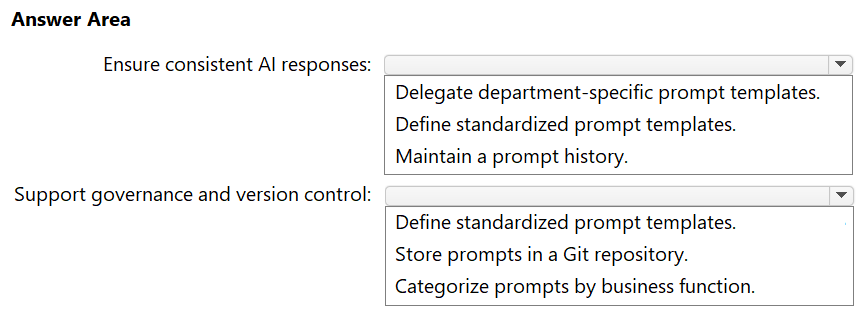 Answer Area
Ensure consistent AI responses:
Delegate department-specific prompt templates.
Define standardized prompt templates.
Maintain a prompt history.
Support governance and version control:
Define standardized prompt templates.
Store prompts in a Git repository.
Categorize prompts by business function.